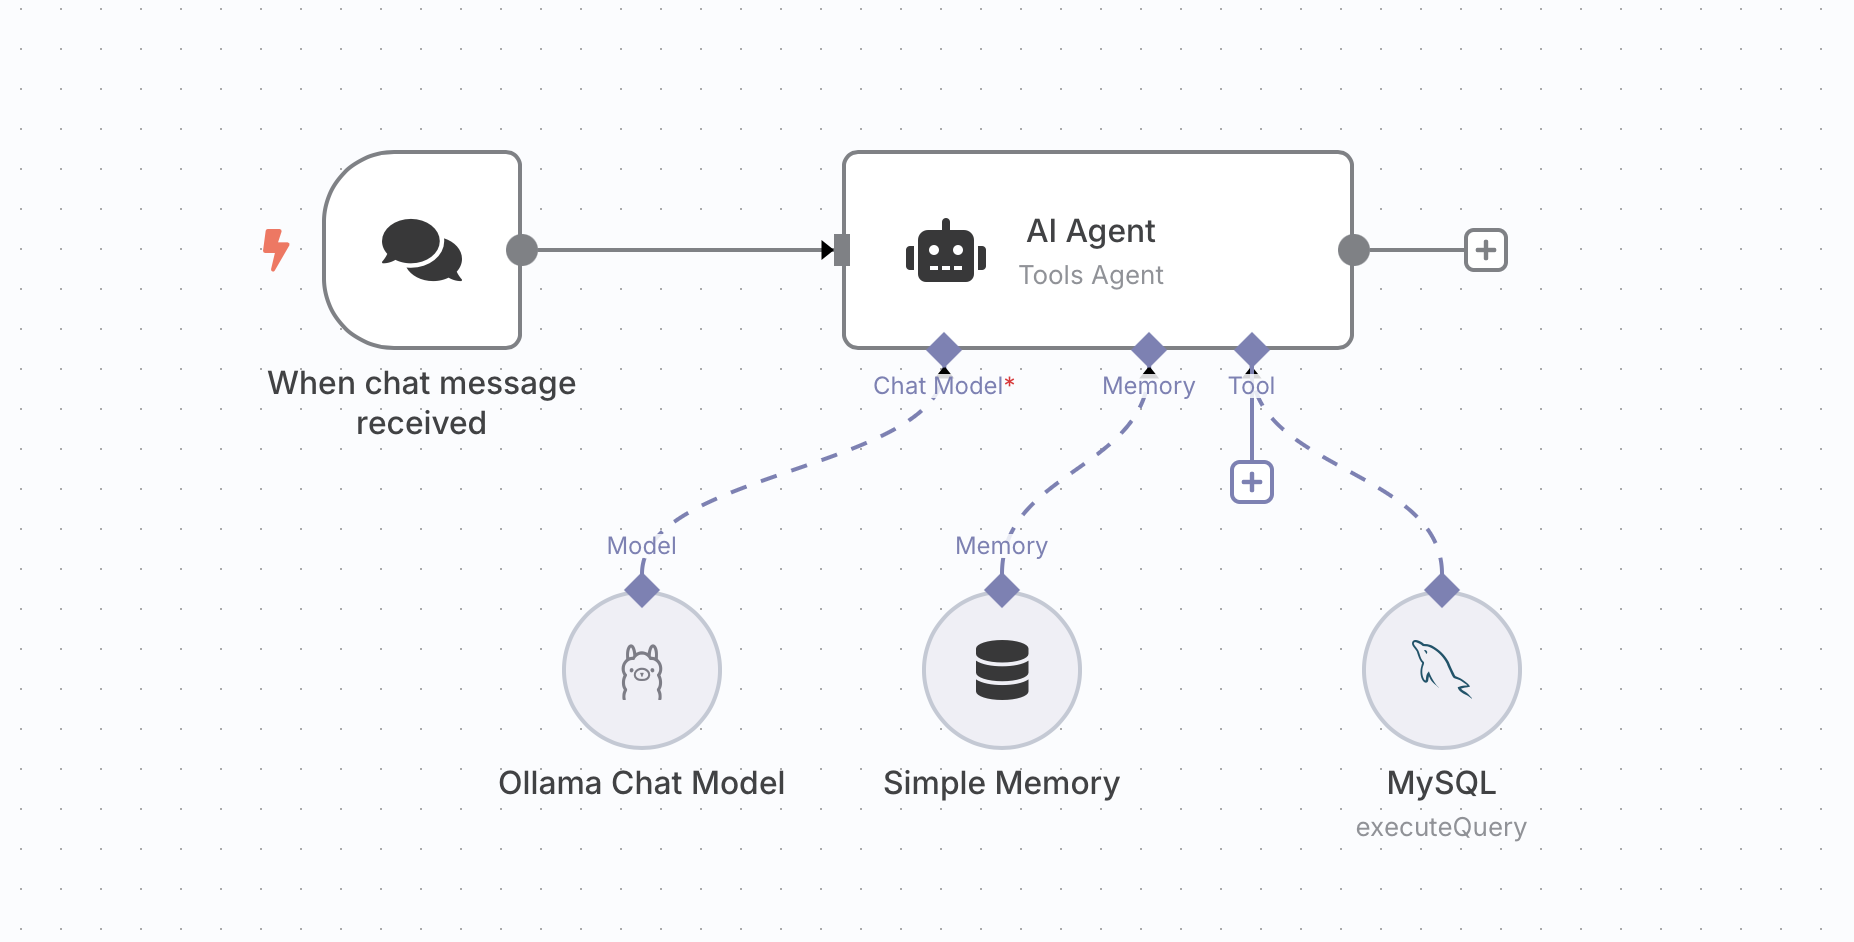 AI Agent
Tools Agent
When chat message
received
Chat Model*
Memory
Tool
Model
Memory
Ollama Chat Model
Simple Memory
MySQL
executeQuery